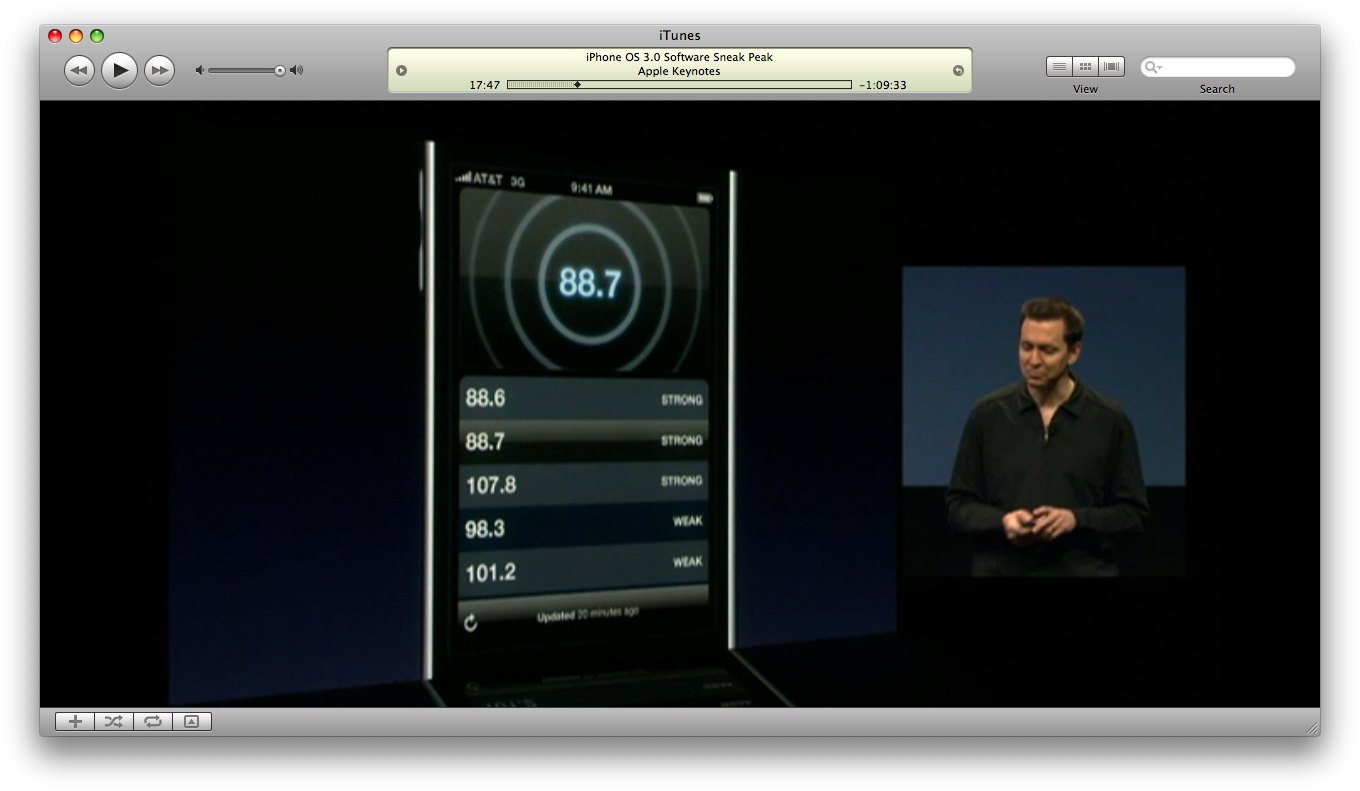 iTunes
iPhone OS 3.0 Software Sneak Peak
Apple Keynotes
17:47
-1:09:33
View
Search
AT&T 3G
9:41 AM
88.7
88.6 STRONG
88.7 STRONG
107.8 STRONG
98.3 WEAK
101.2 WEAK
Updated 20 minutes ago